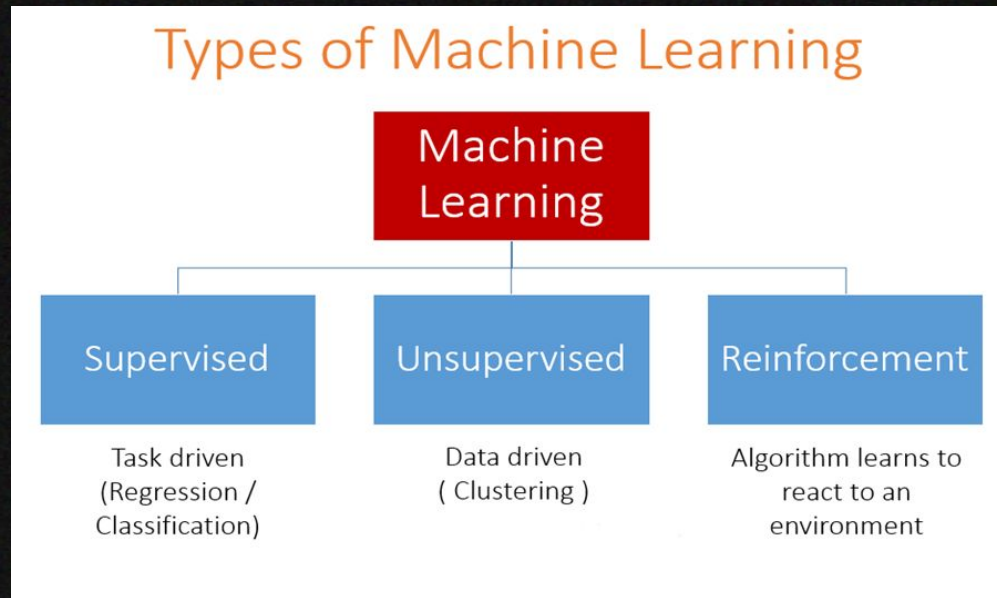 Types of Machine Learning
Machine
Learning
Supervised
Unsupervised
Reinforcement
Task driven
(Regression /
Classification)
Data driven
( Clustering )
Algorithm learns to
react to an
environment